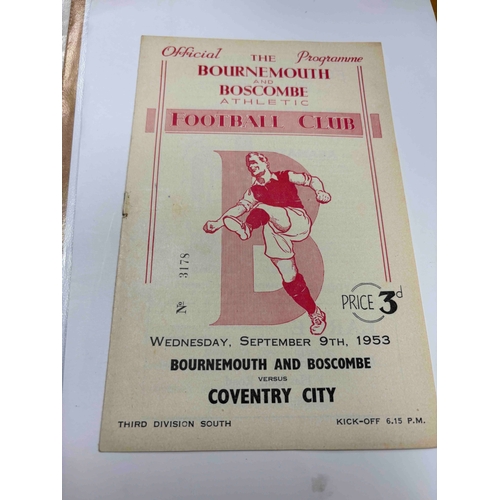 Official THE Programme
BOURNEMOUTH
AND
BOSCOMBE
ATHLETIC
FOOTBALL CLUB
B
No 3178
PRICE 3d
WEDNESDAY, SEPTEMBER 9TH, 1953
BOURNEMOUTH AND BOSCOMBE
VERSUS
COVENTRY CITY
THIRD DIVISION SOUTH KICK-OFF 6.15 P.M.